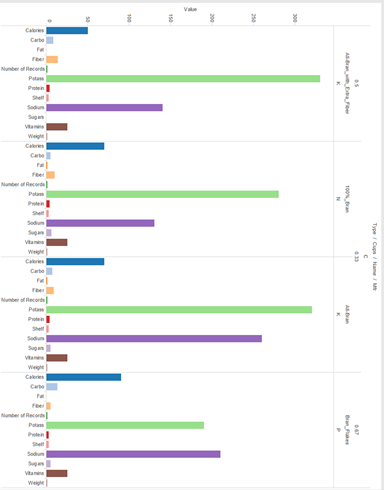 Value
0
50
100
150
200
250
300
Type / Cups / Name / Mfr
C
0.5
All-Bran_with_Extra_Fiber
K
Calories
Carbo
Fat
Fiber
Number of Records
Potass
Protein
Shelf
Sodium
Sugars
Vitamins
Weight
0.33
100%_Bran
N
Calories
Carbo
Fat
Fiber
Number of Records
Potass
Protein
Shelf
Sodium
Sugars
Vitamins
Weight
All-Bran
K
Calories
Carbo
Fat
Fiber
Number of Records
Potass
Protein
Shelf
Sodium
Sugars
Vitamins
Weight
0.67
Bran_Flakes
P
Calories
Carbo
Fat
Fiber
Number of Records
Potass
Protein
Shelf
Sodium
Sugars
Vitamins
Weight